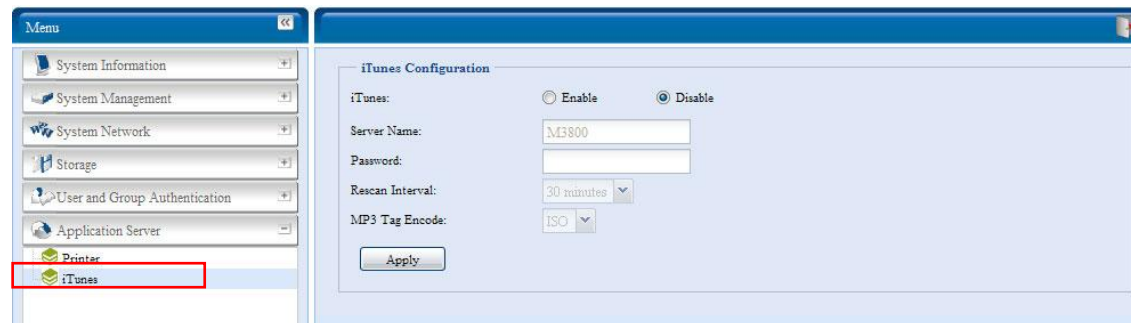 Menu
System Information
System Management
System Network
Storage
User and Group Authentication
Application Server
Printer
iTunes
iTunes Configuration
iTunes: Enable Disable
Server Name: M3800
Password:
Rescan Interval: 30 minutes
MP3 Tag Encode: ISO
Apply